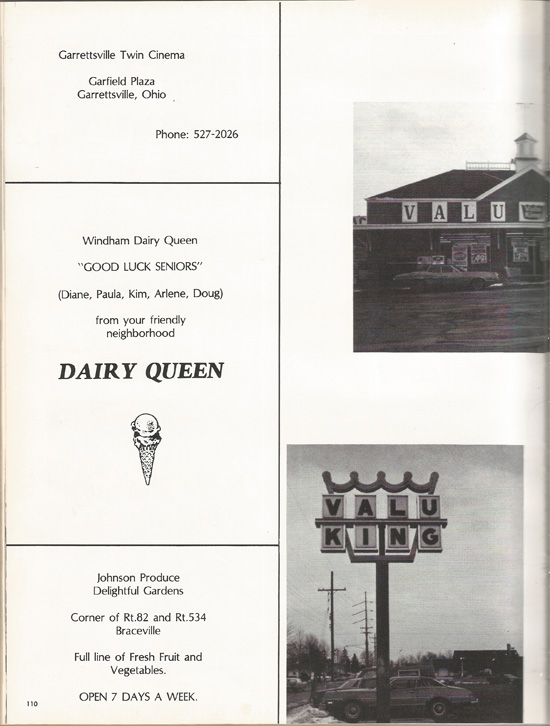 Garrettsville Twin Cinema
Garfield Plaza
Garrettsville, Ohio
Phone: 527-2026
Windham Dairy Queen
"GOOD LUCK SENIORS"
(Diane, Paula, Kim, Arlene, Doug)
from your friendly
neighborhood
DAIRY QUEEN
Johnson Produce
Delightful Gardens
Corner of Rt.82 and Rt.534
Braceville
Full line of Fresh Fruit and
Vegetables.
OPEN 7 DAYS A WEEK.
110
VALU
VALU
KING